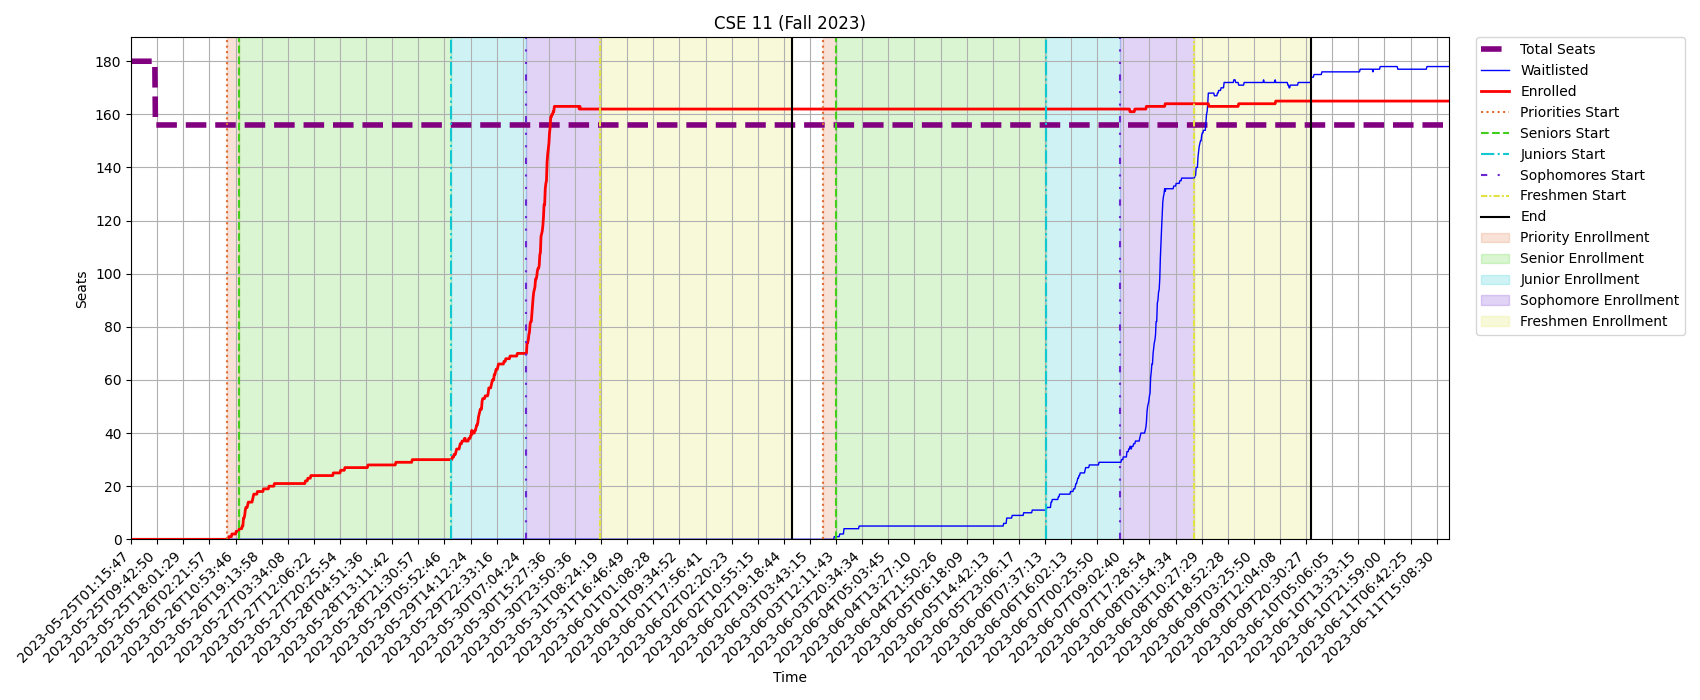 CSE 11 (Fall 2023)
Seats
180
160
140
120
100
80
60
40
20
0
2023-05-25T01:15:47
2023-05-25T09:42:50
2023-05-25T18:01:29
2023-05-26T02:21:57
2023-05-26T10:53:46
2023-05-26T19:13:58
2023-05-27T03:34:08
2023-05-27T12:06:22
2023-05-27T20:25:54
2023-05-28T04:51:36
2023-05-28T13:11:42
2023-05-28T21:30:57
2023-05-29T05:52:46
2023-05-29T14:12:24
2023-05-29T22:33:16
2023-05-30T07:04:24
2023-05-30T15:27:36
2023-05-30T23:50:36
2023-05-31T08:24:19
2023-05-31T16:46:49
2023-06-01T01:08:28
2023-06-01T09:34:52
2023-06-01T17:56:41
2023-06-02T02:20:23
2023-06-02T10:55:15
2023-06-02T19:18:44
2023-06-03T03:43:15
2023-06-03T12:11:43
2023-06-03T20:34:34
2023-06-04T05:03:45
2023-06-04T13:27:10
2023-06-04T21:50:26
2023-06-05T06:18:09
2023-06-05T14:42:13
2023-06-05T23:06:17
2023-06-06T07:37:13
2023-06-06T16:02:13
2023-06-07T00:25:50
2023-06-07T09:02:40
2023-06-07T17:28:54
2023-06-08T01:54:34
2023-06-08T10:27:29
2023-06-08T18:52:28
2023-06-09T03:25:50
2023-06-09T12:04:08
2023-06-09T20:30:27
2023-06-10T05:06:05
2023-06-10T13:33:15
2023-06-10T21:59:00
2023-06-11T06:42:25
2023-06-11T15:08:30
Time
Total Seats
Waitlisted
Enrolled
Priorities Start
Seniors Start
Juniors Start
Sophomores Start
Freshmen Start
End
Priority Enrollment
Senior Enrollment
Junior Enrollment
Sophomore Enrollment
Freshmen Enrollment